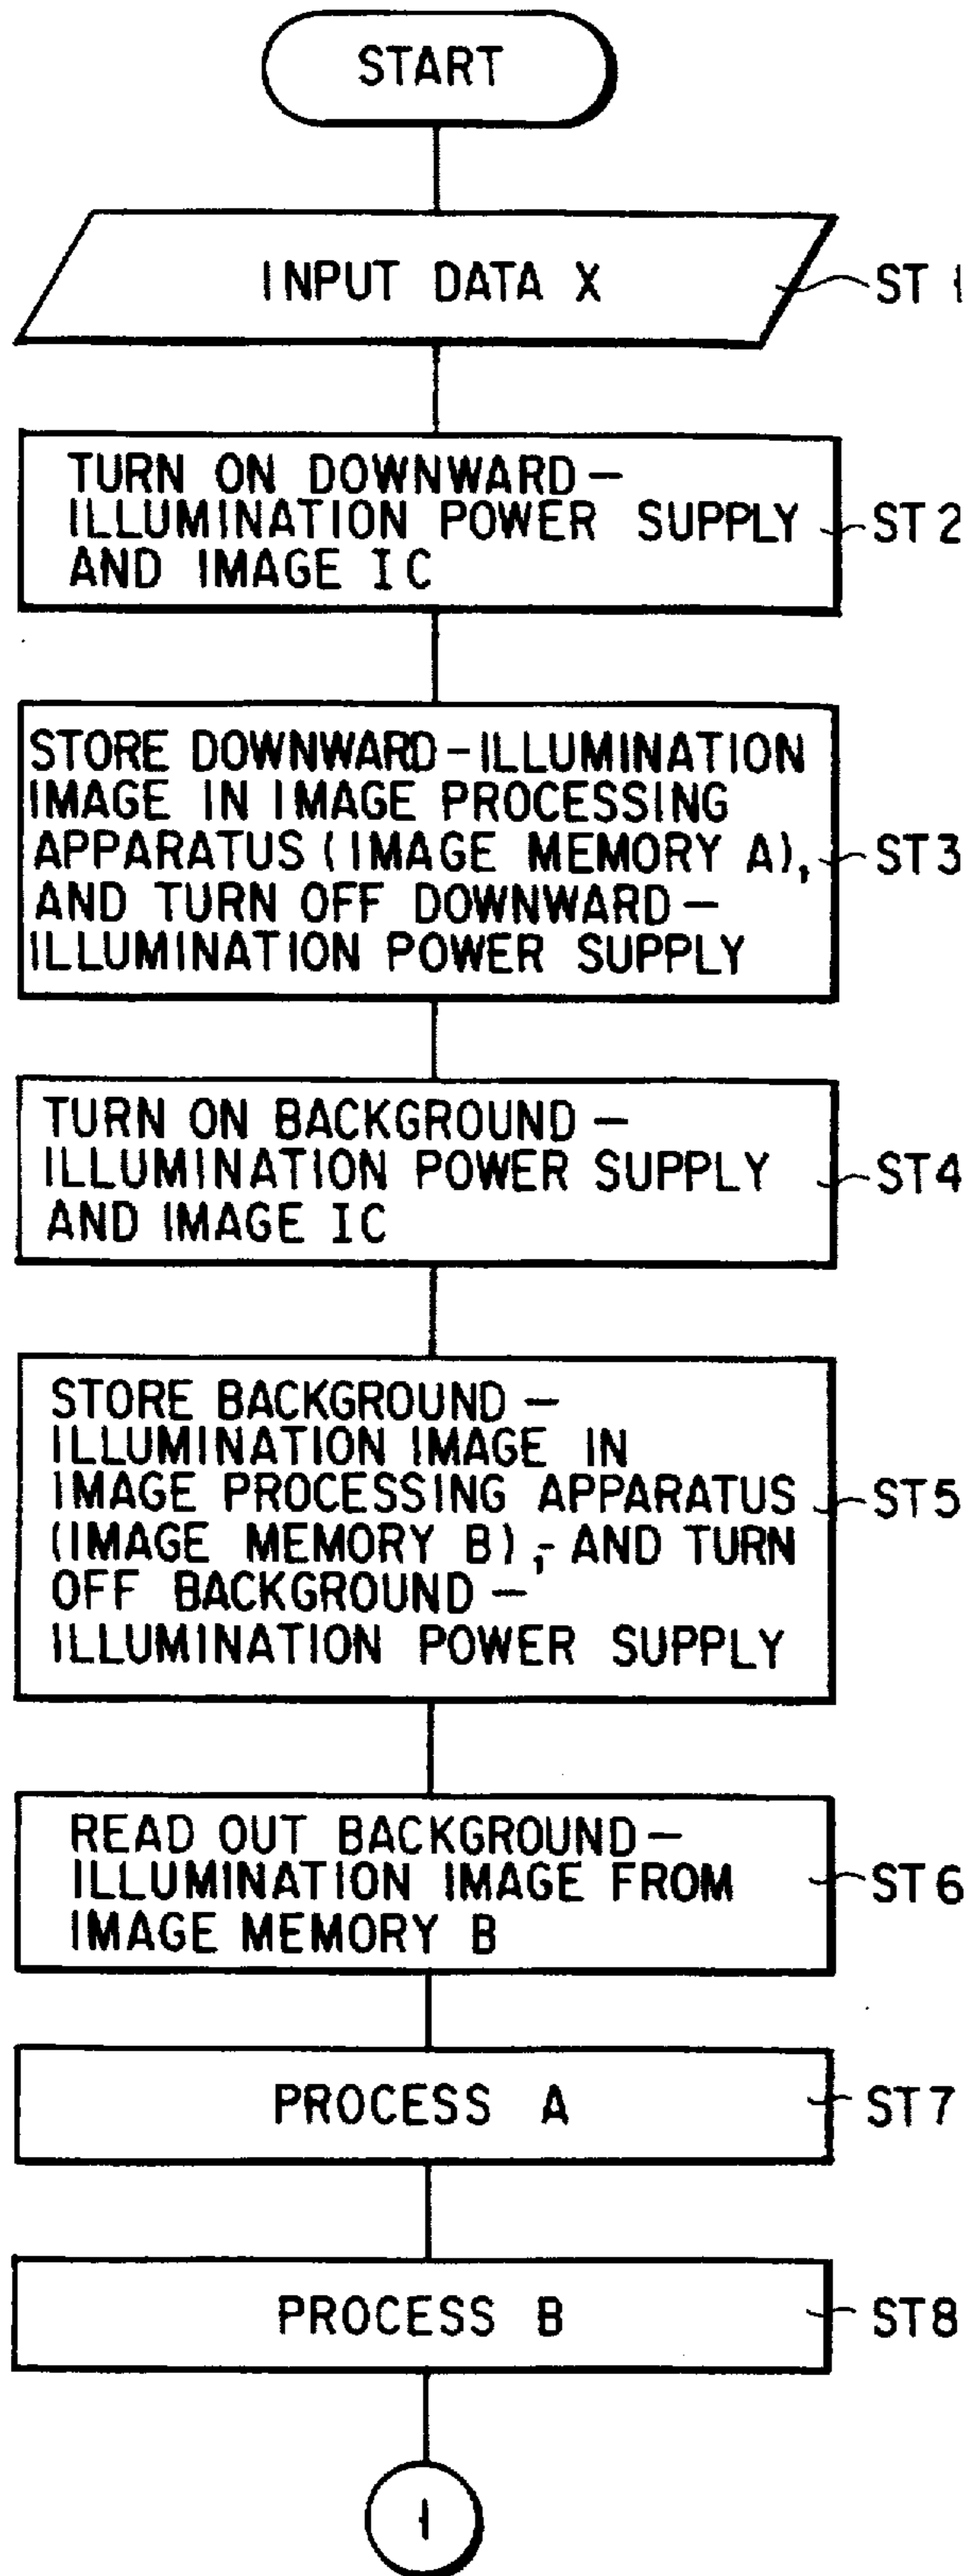 START
INPUT DATA X
ST 1
TURN ON DOWNWARD—
ILLUMINATION POWER SUPPLY
AND IMAGE IC
ST2
STORE DOWNWARD-ILLUMINATION
IMAGE IN IMAGE PROCESSING
APPARATUS (IMAGE MEMORY A),
AND TURN OFF DOWNWARD—
ILLUMINATION POWER SUPPLY
ST3
TURN ON BACKGROUND—
ILLUMINATION POWER SUPPLY
AND IMAGE IC
ST4
STORE BACKGROUND—
ILLUMINATION IMAGE IN
IMAGE PROCESSING APPARATUS
(IMAGE MEMORY B), AND TURN
OFF BACKGROUND—
ILLUMINATION POWER SUPPLY
ST5
READ OUT BACKGROUND—
ILLUMINATION IMAGE FROM
IMAGE MEMORY B
ST6
PROCESS A
ST7
PROCESS B
ST8
1